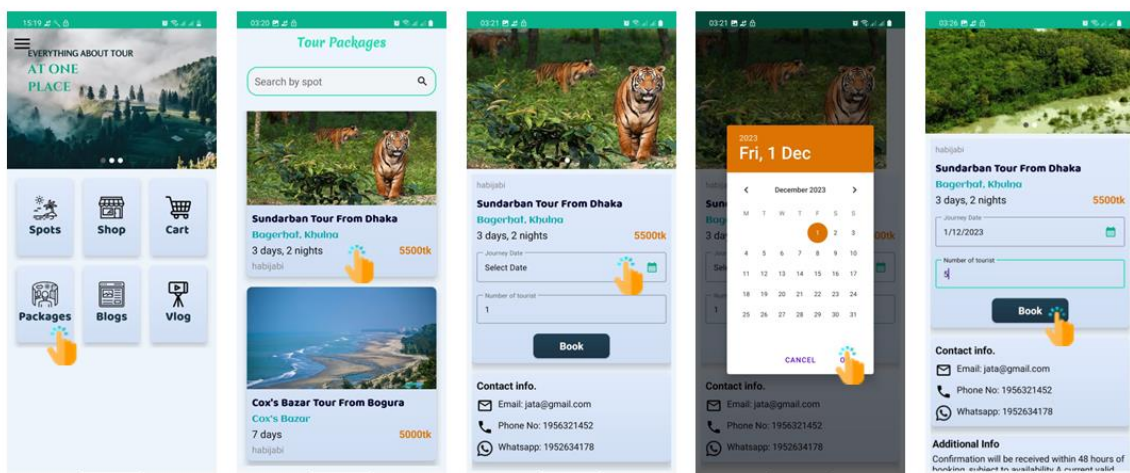 15:19
EVERYTHING ABOUT TOUR
AT ONE
PLACE
Spots
Shop
Cart
Packages
Blogs
Vlog
03:20
Tour Packages
Search by spot
Sundarban Tour From Dhaka
Bagerhat, Khulna
3 days, 2 nights 5500tk
habijabi
Cox's Bazar Tour From Bogura
Cox's Bazar
7 days 5000tk
habijabi
03:21
habijabi
Sundarban Tour From Dhaka
Bagerhat, Khulna
3 days, 2 nights 5500tk
Journey Date
Select Date
Number of tourist
1
Book
Contact info.
Email: jata@gmail.com
Phone No: 1956321452
Whatsapp: 1952634178
03:21
2023
Fri, 1 Dec
December 2023
M T W T F S S
1 2 3
4 5 6 7 8 9 10
11 12 13 14 15 16 17
18 19 20 21 22 23 24
25 26 27 28 29 30 31
CANCEL
Contact info.
Email: jata@gmail.com
Phone No: 1956321452
Whatsapp: 1952634178
03:26
habijabi
Sundarban Tour From Dhaka
Bagerhat, Khulna
3 days, 2 nights 5500tk
Journey Date
1/12/2023
Number of tourist
5
Book
Contact info.
Email: jata@gmail.com
Phone No: 1956321452
Whatsapp: 1952634178
Additional Info
Confirmation will be received within 48 hours of
booking, subject to availability A current valid